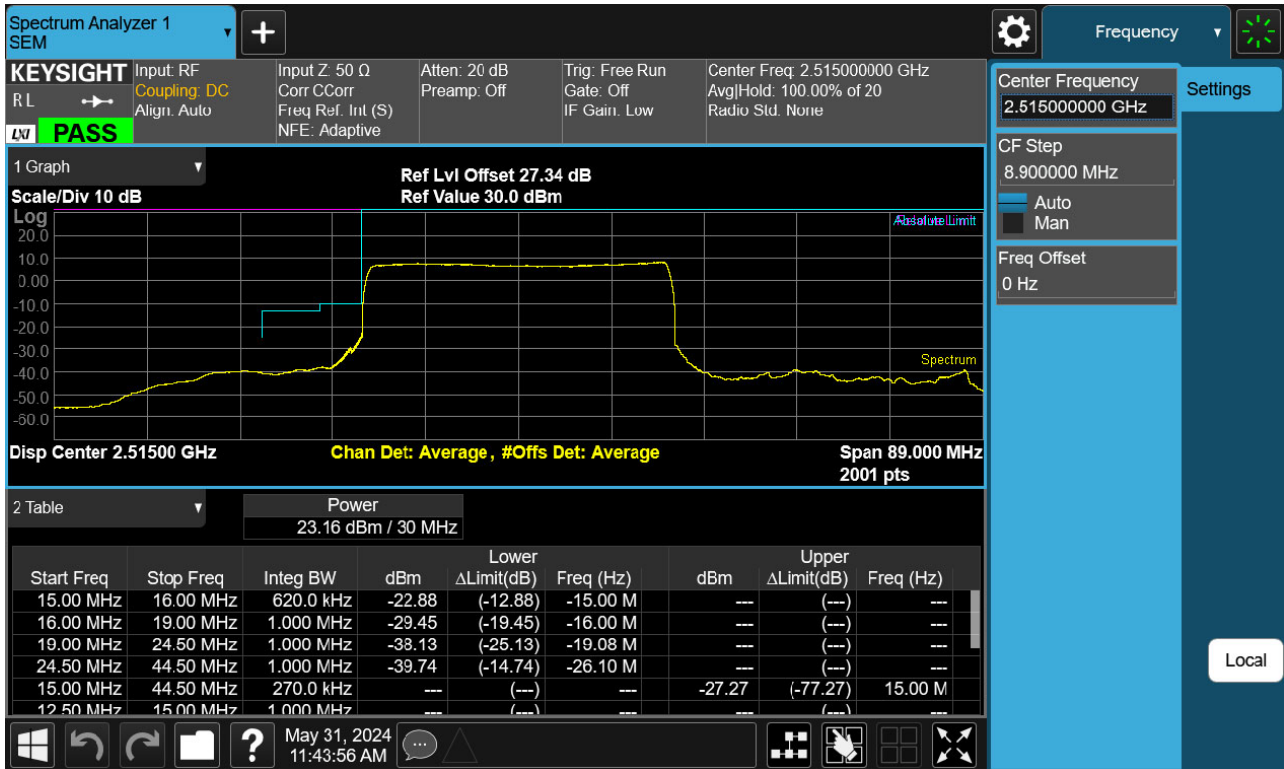 Spectrum Analyzer 1
SEM
+
Frequency
KEYSIGHT
R L
LXI PASS
Input: RF
Coupling: DC
Align: Auto
Input Z: 50 Ω
Corr CCorr
Freq Ref: Int (S)
NFE: Adaptive
Atten: 20 dB
Preamp: Off
Trig: Free Run
Gate: Off
IF Gain: Low
Center Freq: 2.515000000 GHz
Avg|Hold: 100.00% of 20
Radio Std: None
Center Frequency
2.515000000 GHz
Settings
CF Step
8.900000 MHz
Auto
Man
Freq Offset
0 Hz
1 Graph
Scale/Div 10 dB
Ref Lvl Offset 27.34 dB
Ref Value 30.0 dBm
Log
20.0
10.0
0.00
-10.0
-20.0
-30.0
-40.0
-50.0
-60.0
Limit
Spectrum
Disp Center 2.51500 GHz
Chan Det: Average, #Offs Det: Average
Span 89.000 MHz
2001 pts
2 Table
Power
23.16 dBm / 30 MHz
Lower Upper
Start Freq Stop Freq Integ BW dBm ΔLimit(dB) Freq (Hz) dBm ΔLimit(dB) Freq (Hz)
15.00 MHz 16.00 MHz 620.0 kHz -22.88 (-12.88) -15.00 M --- (---) ---
16.00 MHz 19.00 MHz 1.000 MHz -29.45 (-19.45) -16.00 M --- (---) ---
19.00 MHz 24.50 MHz 1.000 MHz -38.13 (-25.13) -19.08 M --- (---) ---
24.50 MHz 44.50 MHz 1.000 MHz -39.74 (-14.74) -26.10 M --- (---) ---
15.00 MHz 44.50 MHz 270.0 kHz --- (---) --- -27.27 (-77.27) 15.00 M
12.50 MHz 15.00 MHz 1.000 MHz --- (---) --- --- (---) ---
Local
?
May 31, 2024
11:43:56 AM